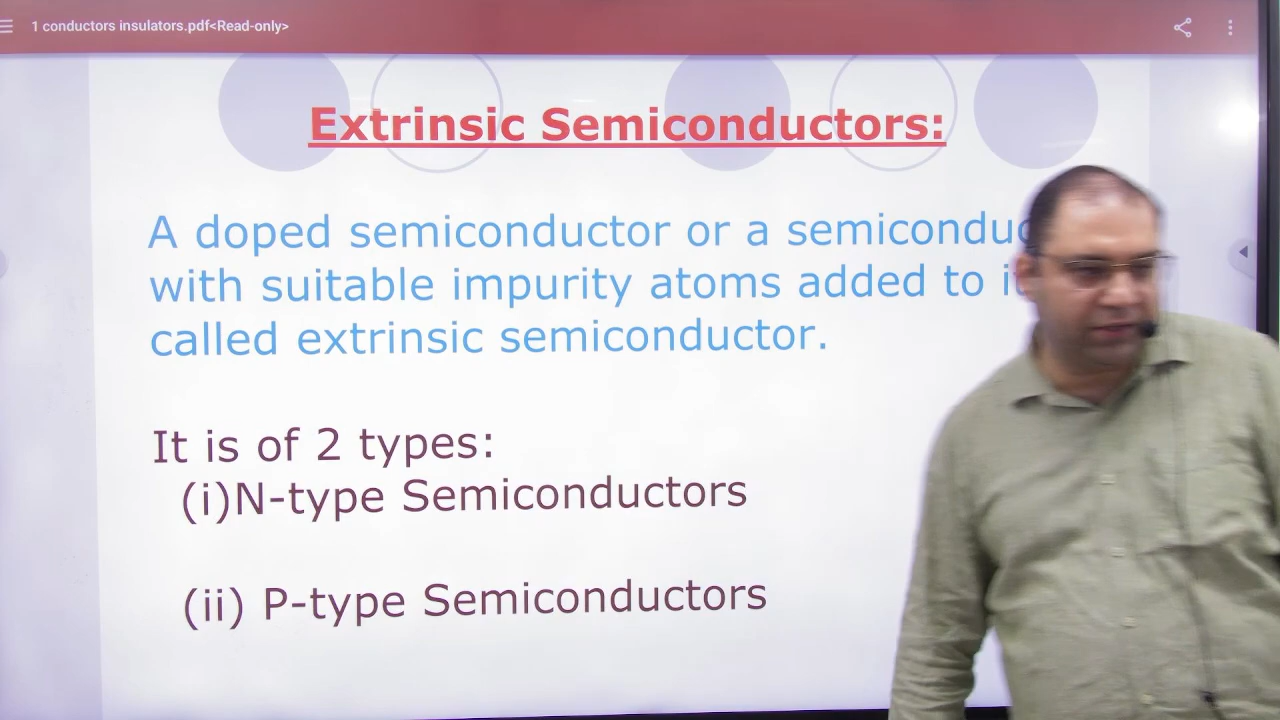 1 conductors insulators.pdf<Read-only>
Extrinsic Semiconductors:
A doped semiconductor or a
with suitable impurity atoms added to
called extrinsic semiconductor.
It is of 2 types:
(i)N-type Semiconductors
(ii) P-type Semiconductors